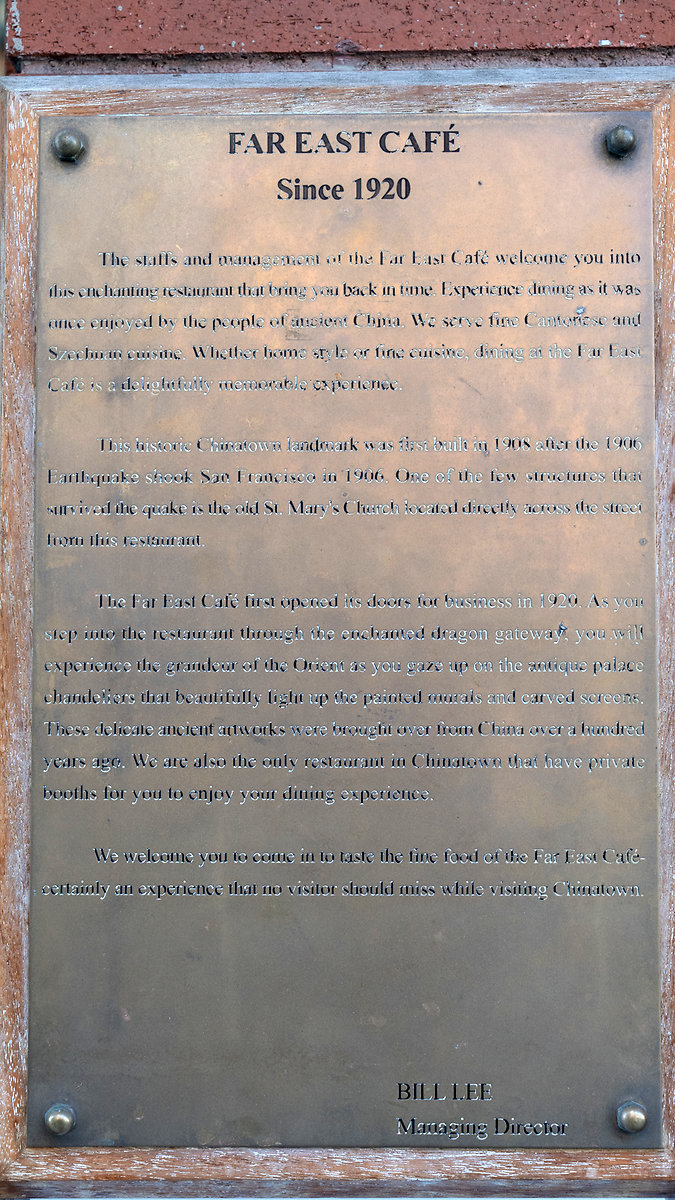 FAR EAST CAFÉ
Since 1920
The staffs and management of the Far East Café welcome you into
this enchanting restaurant that bring you back in time. Experience dining as it was
once enjoyed by the people of ancient China. We serve fine Cantonese and
Szechuan cuisine. Whether home style or fine cuisine, dining at the Far East
Café is a delightfully memorable experience.
This historic Chinatown landmark was first built in 1908 after the 1906
Earthquake shook San Francisco in 1906. One of the few structures that
survived the quake is the old St. Mary's Church located directly across the street
from this restaurant.
The Far East Café first opened its doors for business in 1920. As you
step into the restaurant through the enchanted dragon gateway, you will
experience the grandeur of the Orient as you gaze up on the antique palace
chandeliers that beautifully light up the painted murals and carved screens.
These delicate ancient artworks were brought over from China over a hundred
years ago. We are also the only restaurant in Chinatown that have private
booths for you to enjoy your dining experience.
We welcome you to come in to taste the fine food of the Far East Café-
certainly an experience that no visitor should miss while visiting Chinatown.
BILL LEE
Managing Director